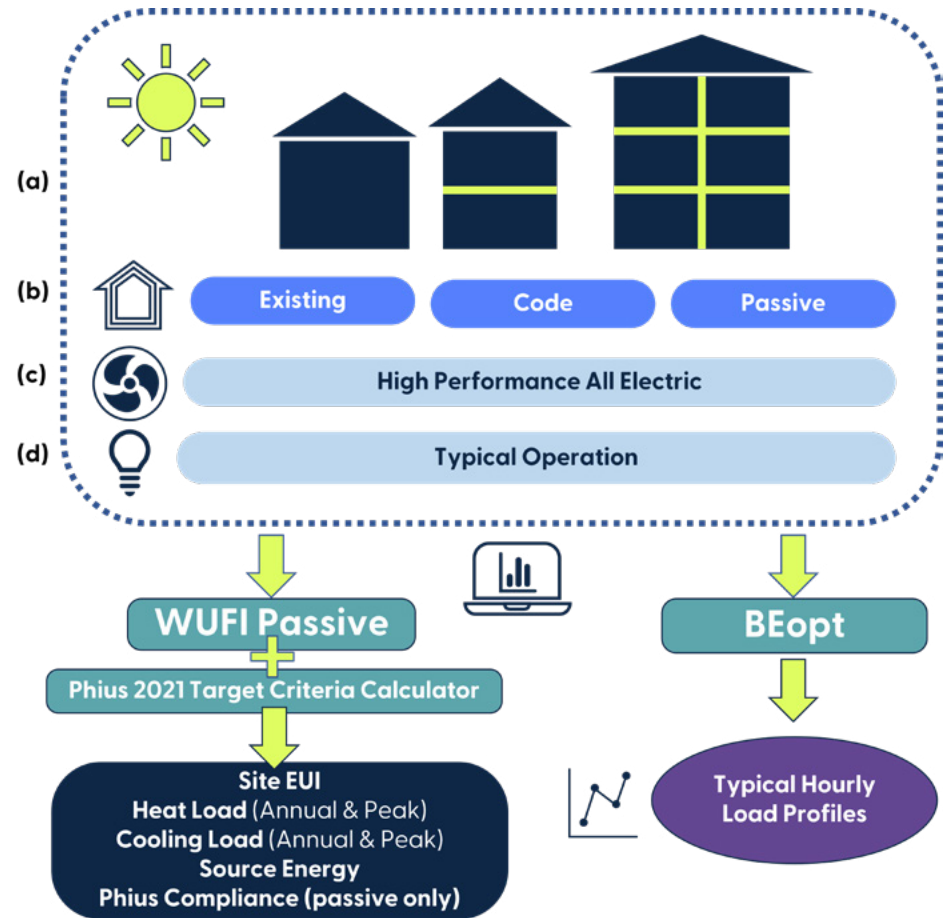 (a)
(b)
Existing
Code
Passive
(c)
High Performance All Electric
(d)
Typical Operation
WUFI Passive
BEopt
Phius 2021 Target Criteria Calculator
Site EUI
Heat Load (Annual & Peak)
Cooling Load (Annual & Peak)
Source Energy
Phius Compliance (passive only)
Typical Hourly
Load Profiles